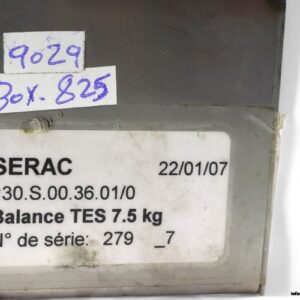 9029
Box. 825
SERAC 22/01/07
30.S.00.36.01/0
Balance TES 7.5 kg
N° de série: 279 _7